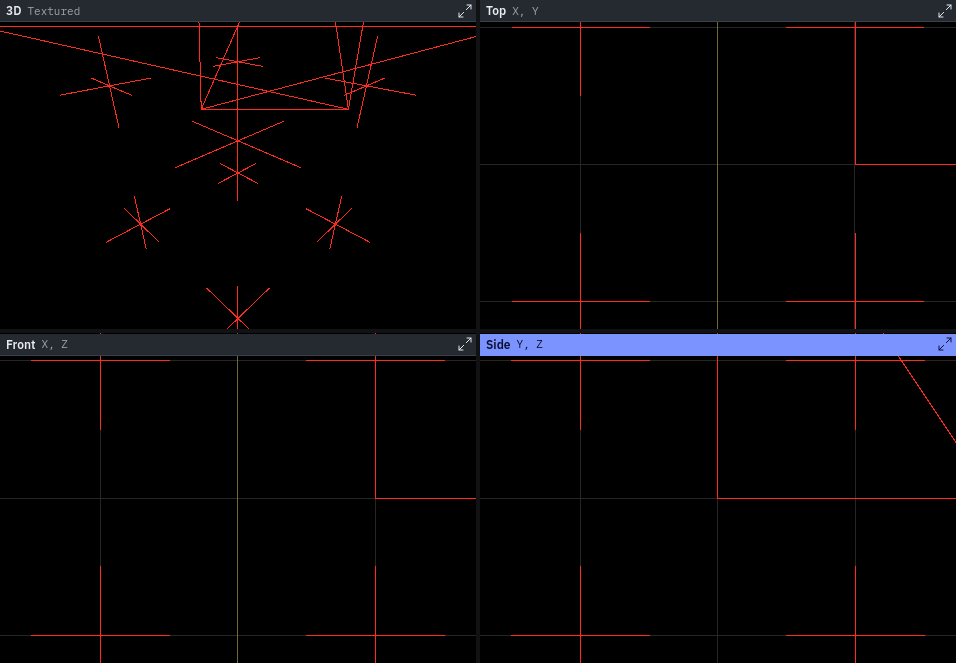 3D Textured
Top X, Y
Front X, Z
Side Y, Z